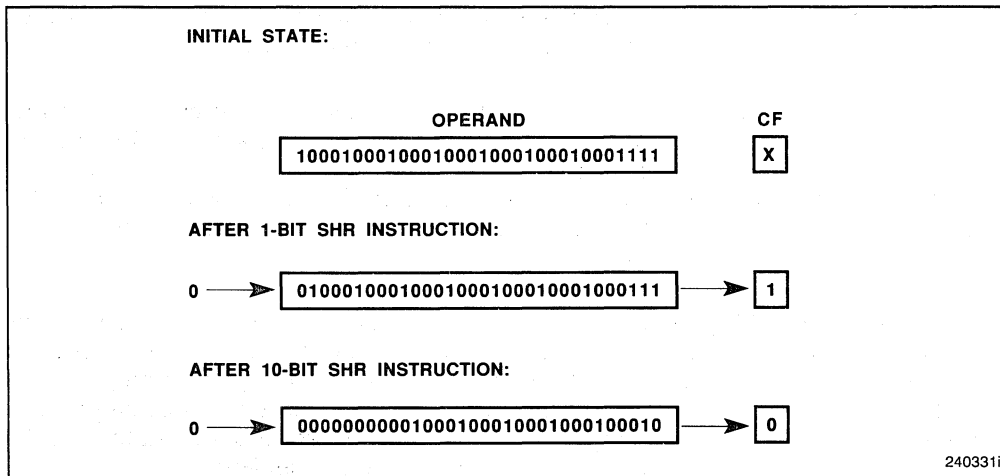 INITIAL STATE:
OPERAND CF
10001000100010001000100010001111 X
AFTER 1-BIT SHR INSTRUCTION:
0 01000100010001000100010001000111 1
AFTER 10-BIT SHR INSTRUCTION:
0 00000000001000100010001000100010 0
240331i